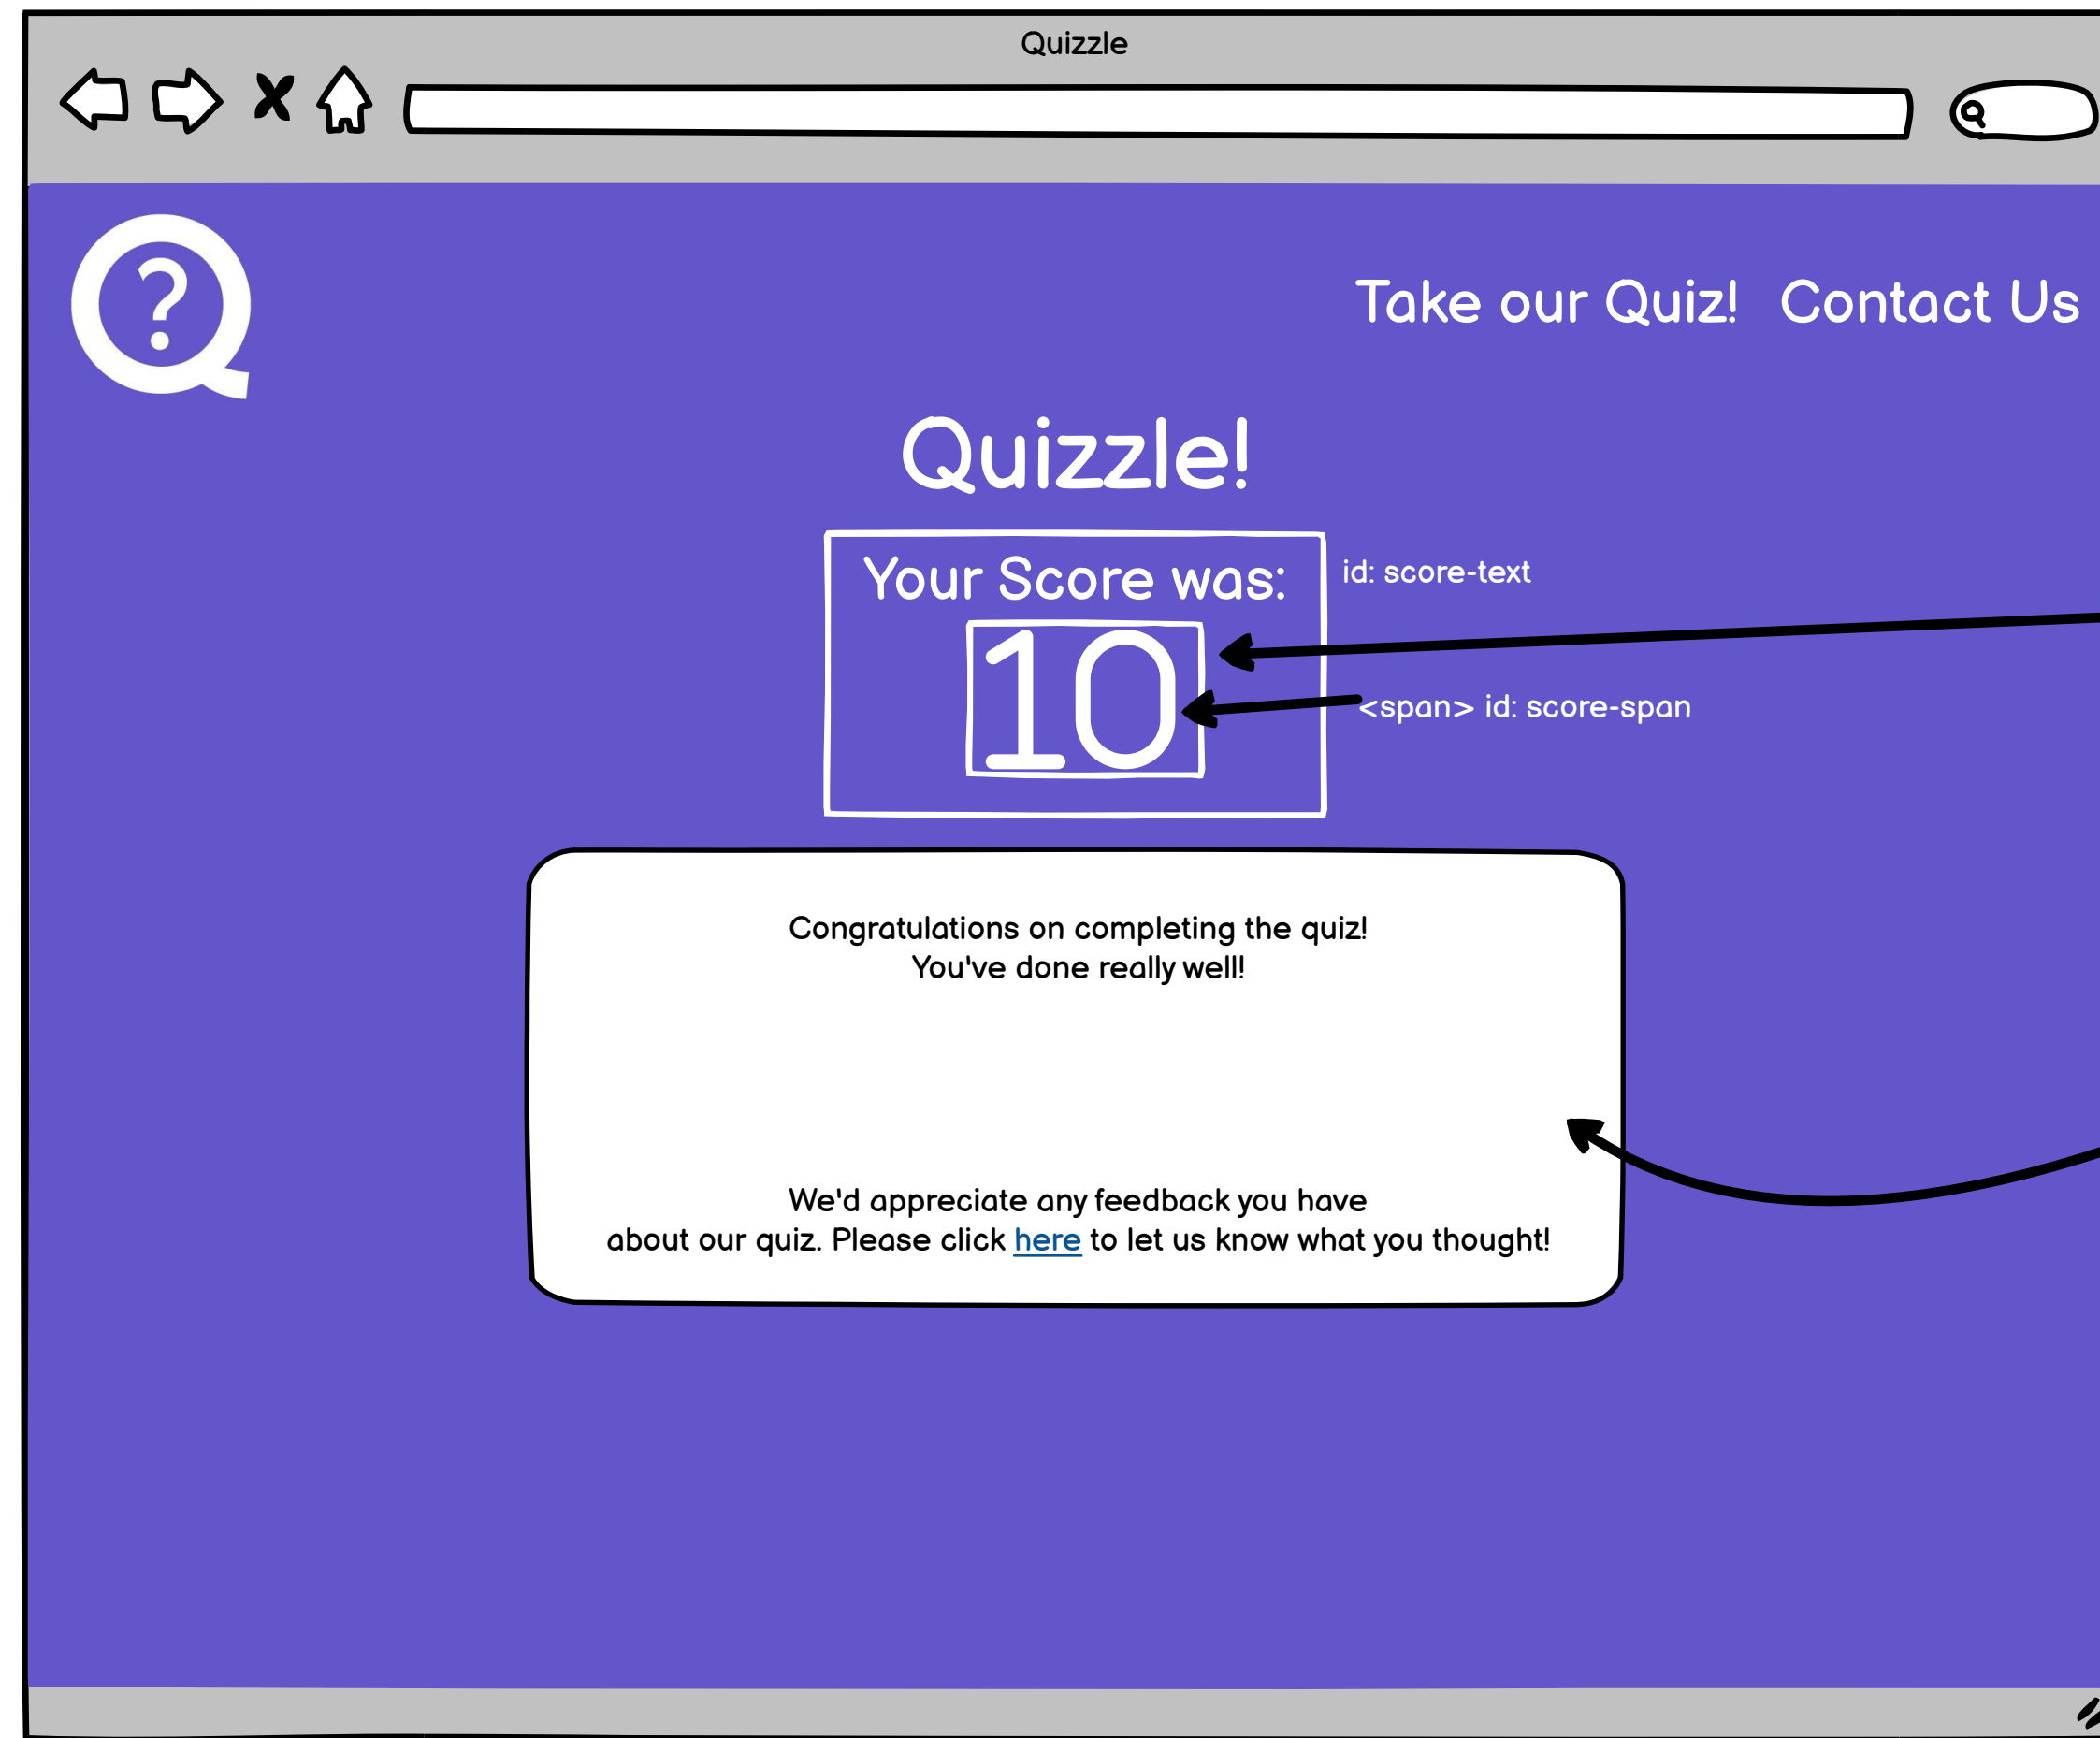 Quizzle
Take our Quiz! Contact Us
Quizzle!
Your Score was:
id: score-text
10
<span> id: score-span
Congratulations on completing the quiz!
You've done really well!
We'd appreciate any feedback you have
about our quiz. Please click here to let us know what you thought!